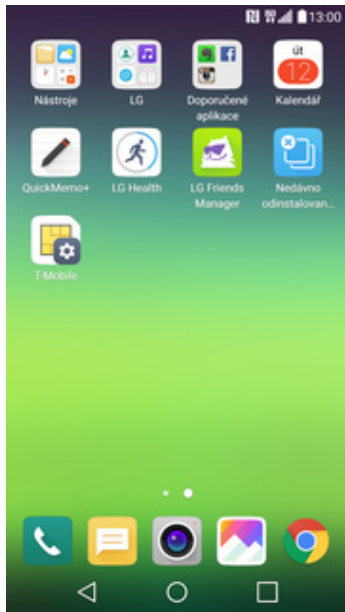 13:00
út
12
Nástroje
LG
Doporučené
aplikace
Kalendář
QuickMemo+
LG Health
LG Friends
Manager
Nedávno
odinstalovan...
T-Mobile